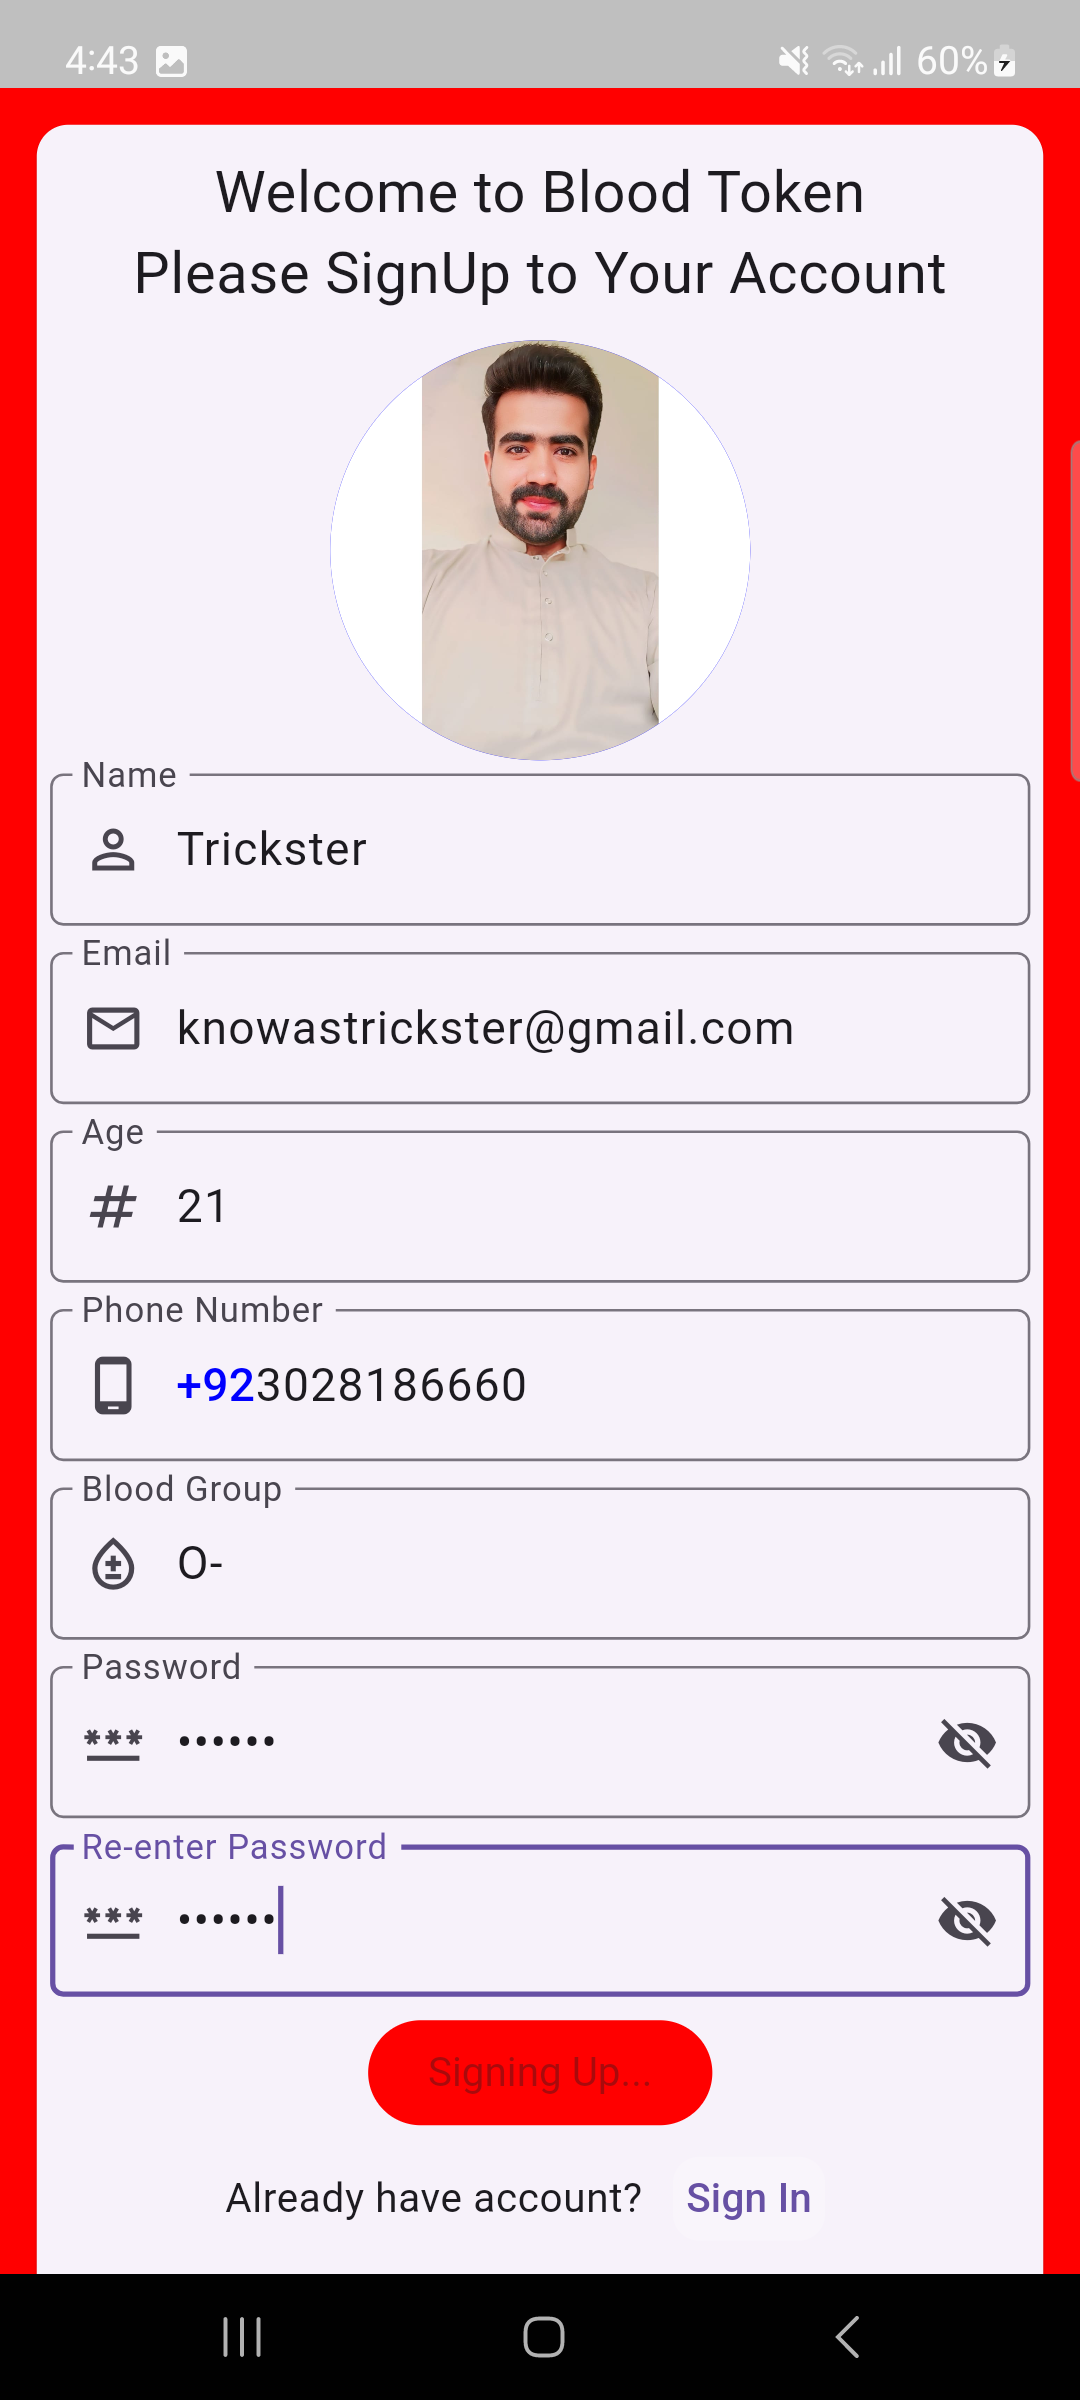 4:43 60%
Welcome to Blood Token
Please SignUp to Your Account
Name
Trickster
Email
knowastrickster@gmail.com
Age
# 21
Phone Number
+923028186660
Blood Group
O-
Password
*** ••••••
Re-enter Password
*** ••••••
Signing Up...
Already have account? Sign In